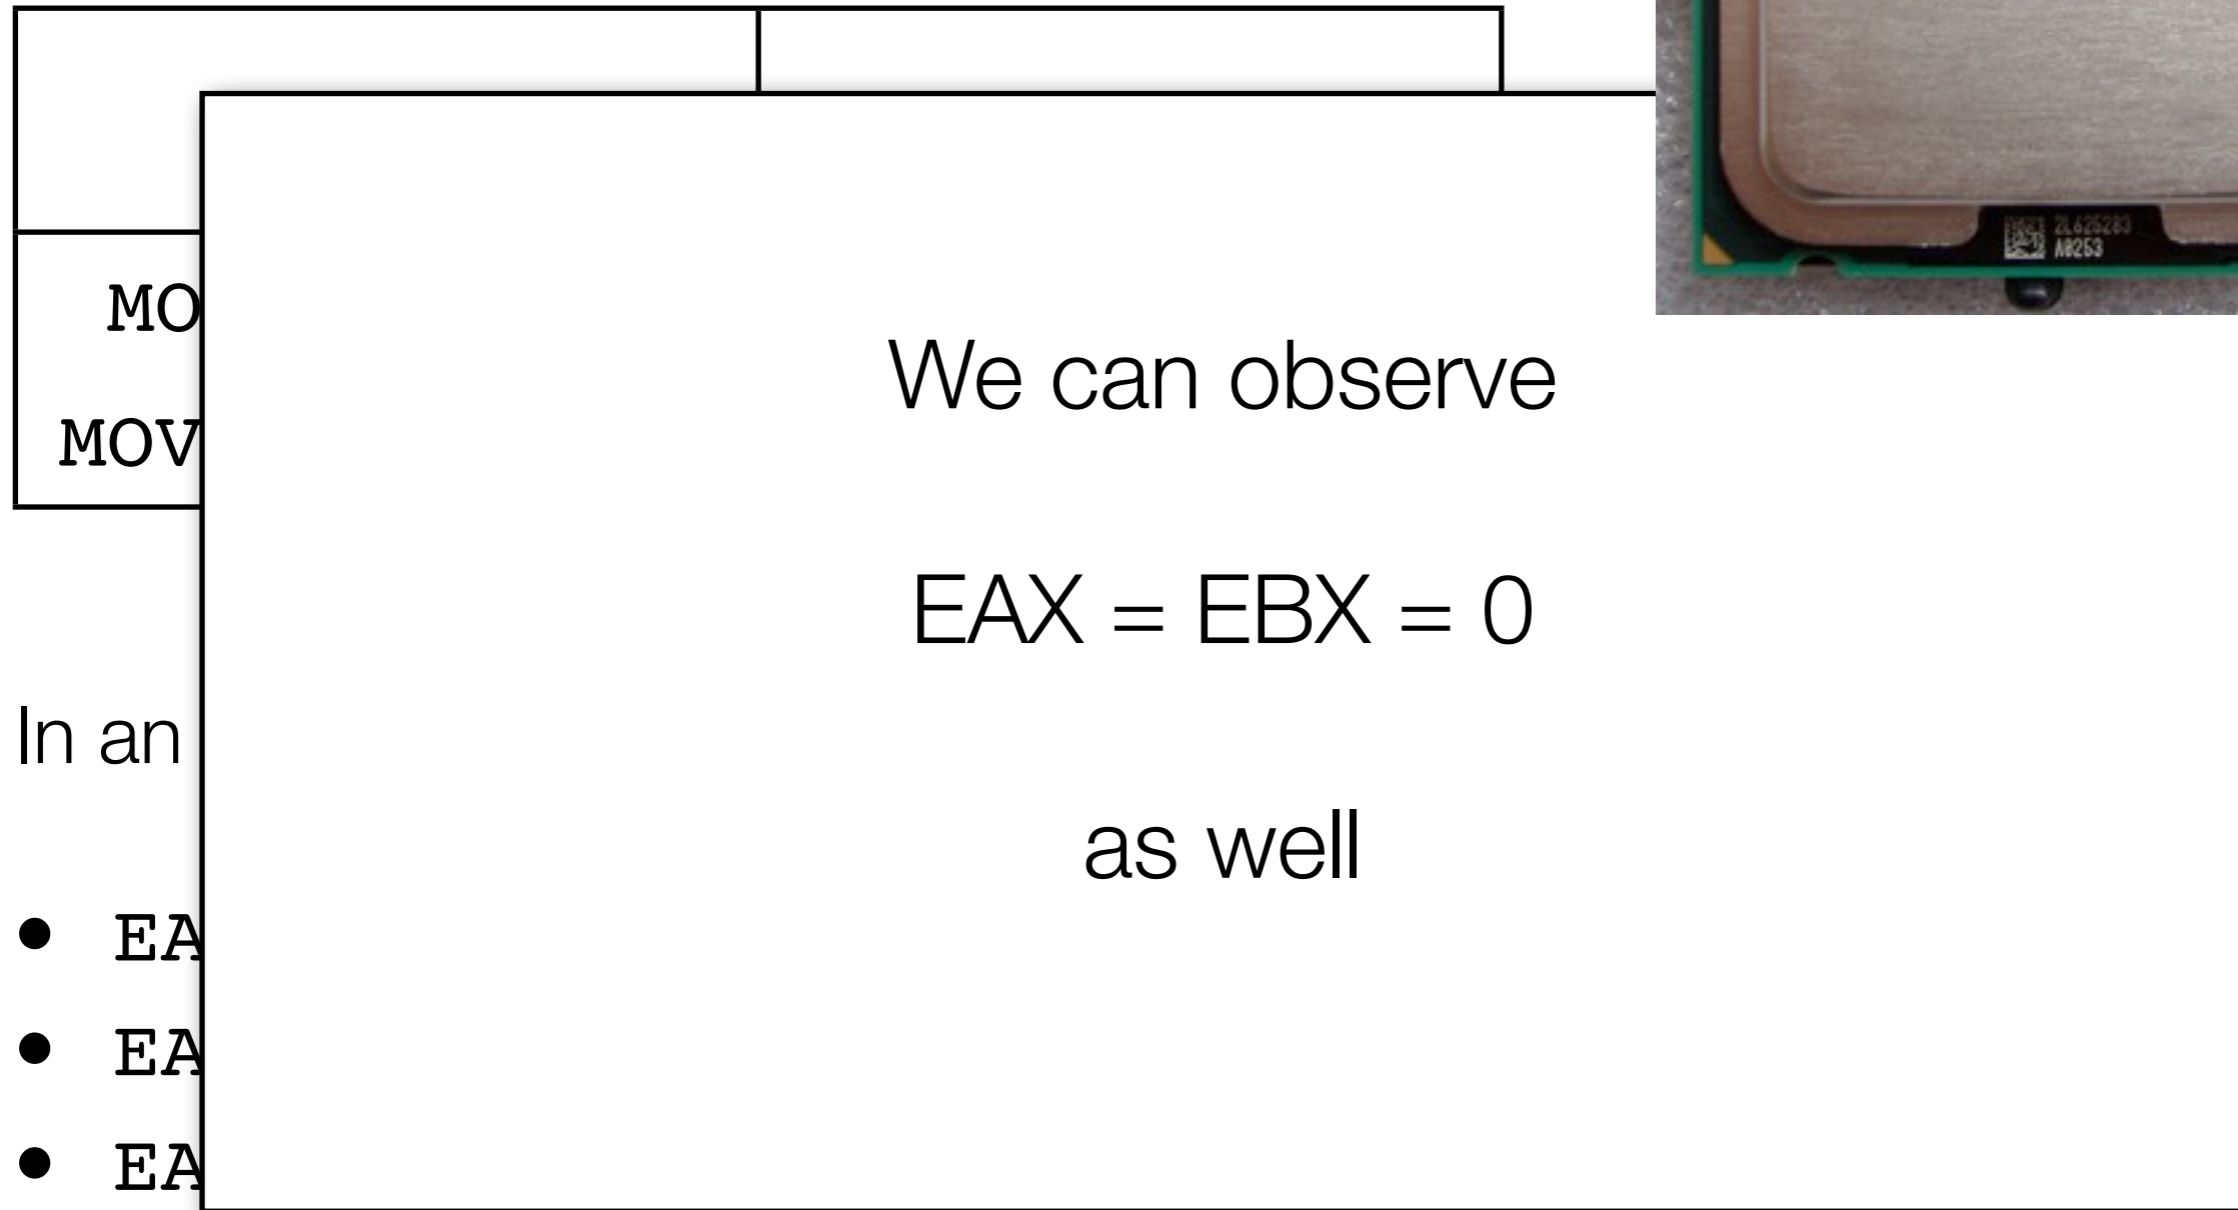 2L625283
A0253
MO
MOV
We can observe
EAX = EBX = 0
In an
as well
• EA
• EA
• EA